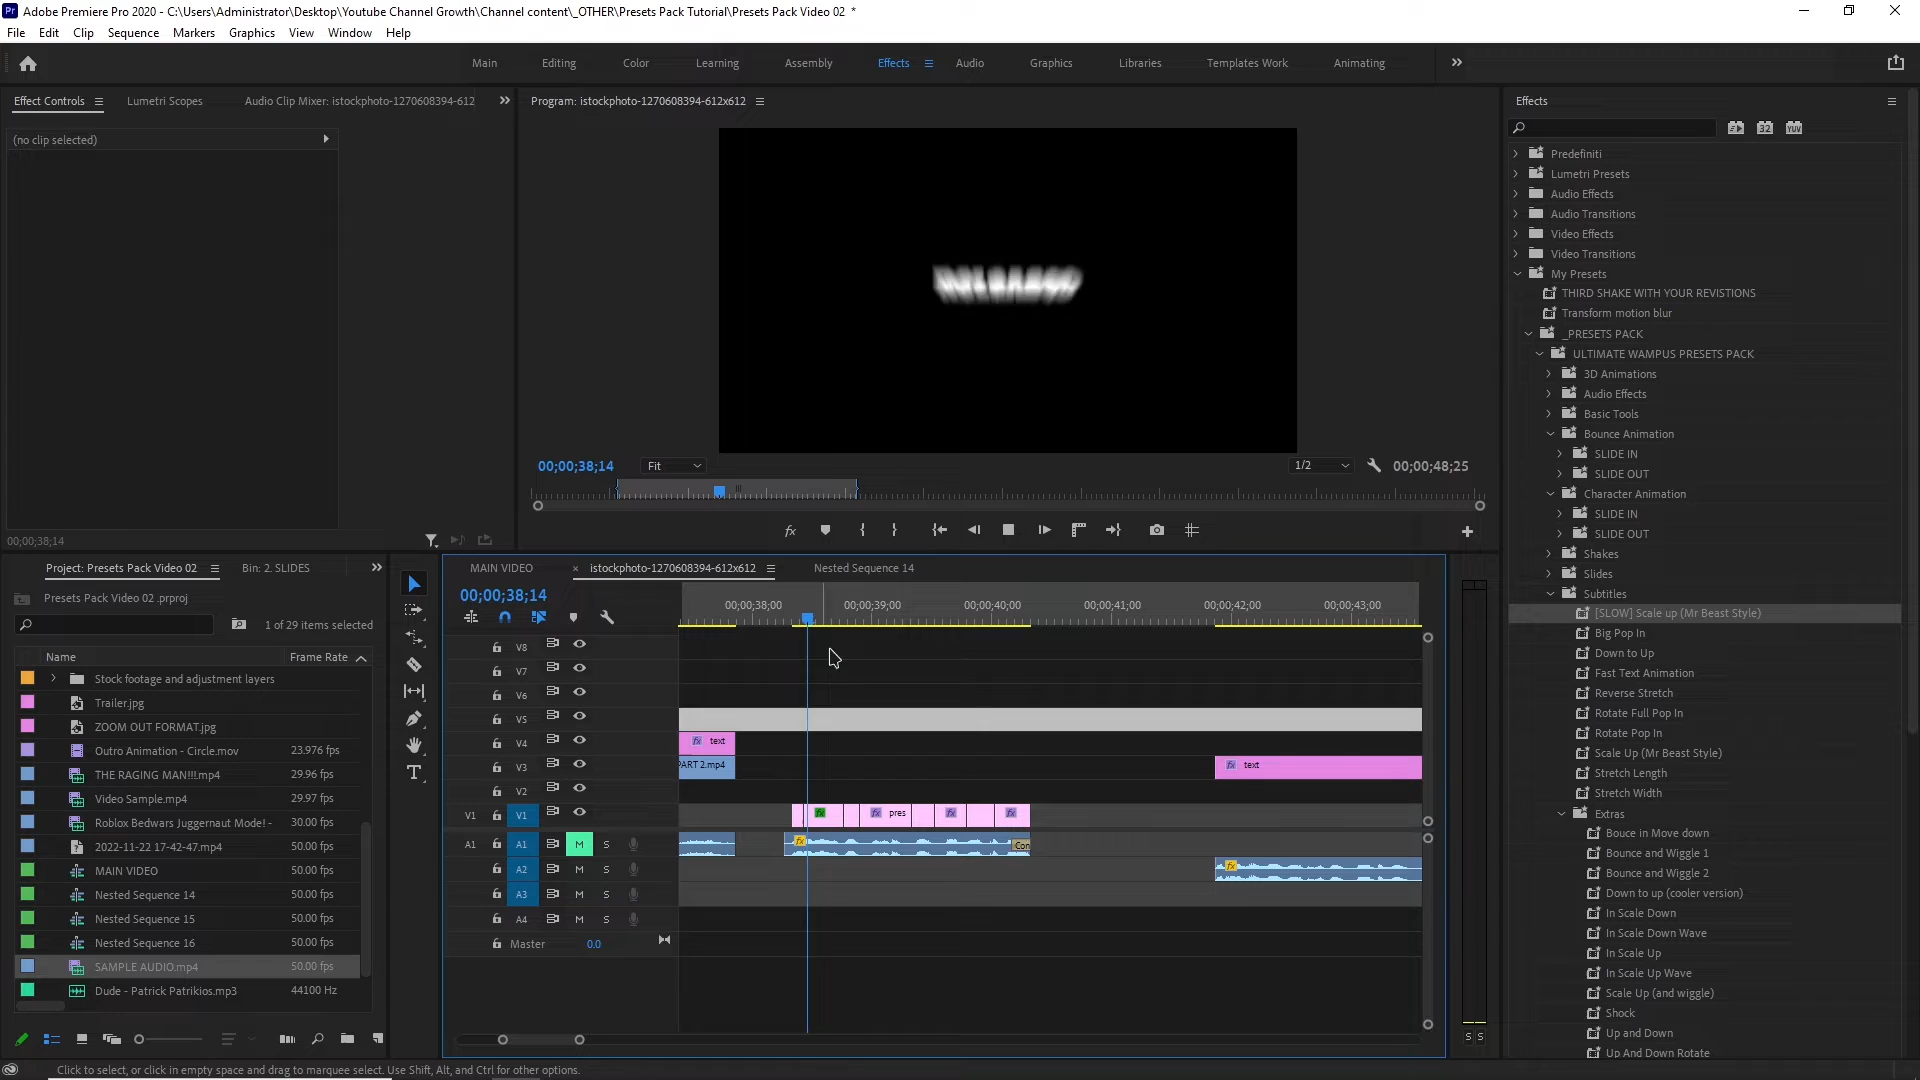 Adobe Premiere Pro 2020 - C:\Users\Administrator\Desktop\Youtube Channel Growth\Channel content\_OTHER\Presets Pack Tutorial\Presets Pack Video 02 *
File Edit Clip Sequence Markers Graphics View Window Help
Main Editing Color Learning Assembly Effects Audio Graphics Libraries Templates Work Animating
Effect Controls Lumetri Scopes Audio Clip Mixer: istockphoto-1270608394-612
(no clip selected)
00;00;38;14
Program: istockphoto-1270608394-612x612
00;00;38;14 Fit 1/2 00;00;48;25
Effects
32 YUV
Predefiniti
Lumetri Presets
Audio Effects
Audio Transitions
Video Effects
Video Transitions
My Presets
THIRD SHAKE WITH YOUR REVISTIONS
Transform motion blur
_PRESETS PACK
ULTIMATE WAMPUS PRESETS PACK
3D Animations
Audio Effects
Basic Tools
Bounce Animation
SLIDE IN
SLIDE OUT
Character Animation
SLIDE IN
SLIDE OUT
Shakes
Slides
Subtitles
[SLOW] Scale up (Mr Beast Style)
Big Pop In
Down to Up
Fast Text Animation
Reverse Stretch
Rotate Full Pop In
Rotate Pop In
Scale Up (Mr Beast Style)
Stretch Length
Stretch Width
Extras
Bouce in Move down
Bounce and Wiggle 1
Bounce and Wiggle 2
Down to up (cooler version)
In Scale Down
In Scale Down Wave
In Scale Up
In Scale Up Wave
Scale Up (and wiggle)
Shock
Up and Down
Up And Down Rotate
Project: Presets Pack Video 02 Bin: 2. SLIDES
Presets Pack Video 02 .prproj
1 of 29 items selected
Name Frame Rate
Stock footage and adjustment layers
Trailer.jpg
ZOOM OUT FORMAT.jpg
Outro Animation - Circle.mov 23.976 fps
THE RAGING MAN!!!.mp4 29.96 fps
Video Sample.mp4 29.97 fps
Roblox Bedwars Juggernaut Mode! - 30.00 fps
2022-11-22 17-42-47.mp4 50.00 fps
MAIN VIDEO 50.00 fps
Nested Sequence 14 50.00 fps
Nested Sequence 15 50.00 fps
Nested Sequence 16 50.00 fps
SAMPLE AUDIO.mp4 50.00 fps
Dude - Patrick Patrikios.mp3 44100 Hz
MAIN VIDEO × istockphoto-1270608394-612x612 Nested Sequence 14
00;00;38;14
00;00;38;00 00;00;39;00 00;00;40;00 00;00;41;00 00;00;42;00 00;00;43;00
V8
V7
V6
V5
V4 fx text
V3 PART 2.mp4 fx text
V2
V1 V1 fx fx pres fx fx
A1 A1 M S fx Con
A2 M S fx
A3 M S
A4 M S
Master 0.0
S S
Click to select, or click in empty space and drag to marquee select. Use Shift, Alt, and Ctrl for other options.